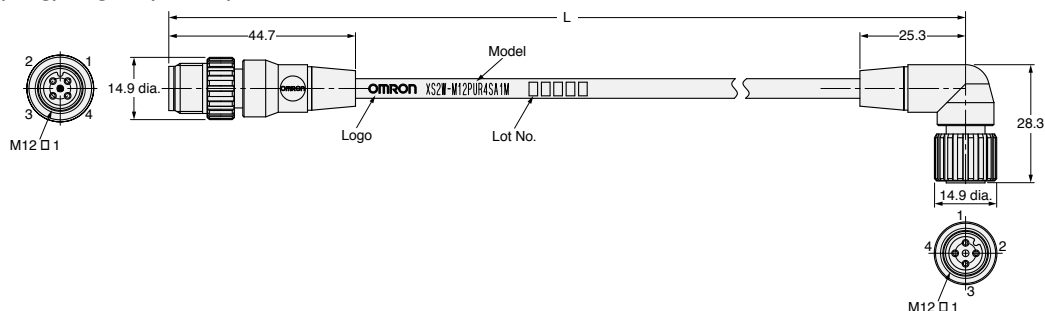 L
44.7
25.3
Model
2
1
14.9 dia.
OMRON
OMRON XS2W-M12PUR4SA1M
3
4
Logo
Lot No.
28.3
M12 □ 1
14.9 dia.
1
4
2
3
M12 □ 1